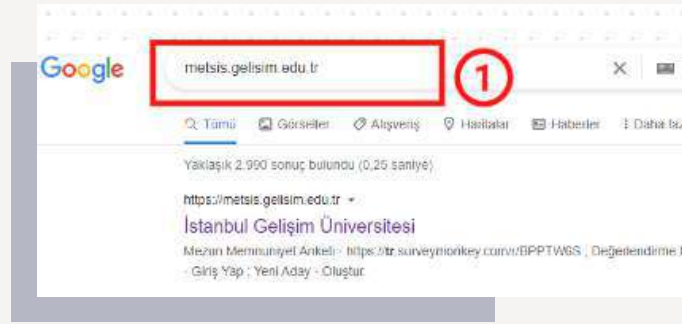 Google
metsis.gelisim.edu.tr
1
Tümü Görseller Alışveriş Haritalar Haberler Daha
Yaklaşık 2.990 sonuç bulundu (0,25 saniye)
https://metsis.gelisim.edu.tr
İstanbul Gelişim Üniversitesi
Mezun Memnuniyet Anketi - https://tr.surveymonkey.com/r/BPPTW6S ; Değerlendirme
- Giriş Yap ; Yeni Aday - Oluştur.